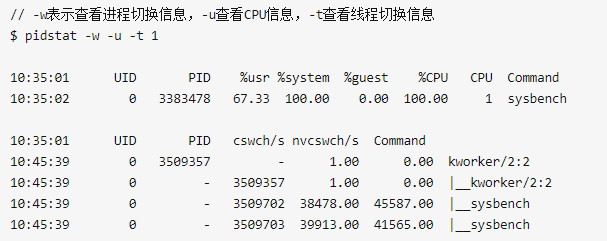 // -w表示查看进程切换信息，-u查看CPU信息，-t查看线程切换信息
$ pidstat -w -u -t 1
10:35:01 UID PID %usr %system %guest %CPU CPU Command
10:35:02 0 3383478 67.33 100.00 0.00 100.00 1 sysbench
10:35:01 UID PID cswch/s nvcswch/s Command
10:45:39 0 3509357 - 1.00 0.00 kworker/2:2
10:45:39 0 - 3509357 1.00 0.00 |__kworker/2:2
10:45:39 0 - 3509702 38478.00 45587.00 |__sysbench
10:45:39 0 - 3509703 39913.00 41565.00 |__sysbench